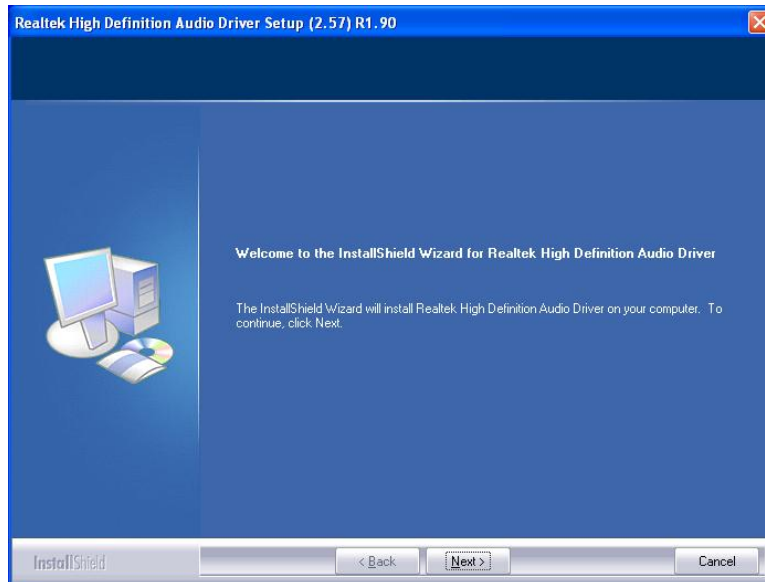 Realtek High Definition Audio Driver Setup (2.57) R1.90
Welcome to the InstallShield Wizard for Realtek High Definition Audio Driver
The InstallShield Wizard will install Realtek High Definition Audio Driver on your computer. To
continue, click Next.
InstallShield
< Back
Next >
Cancel